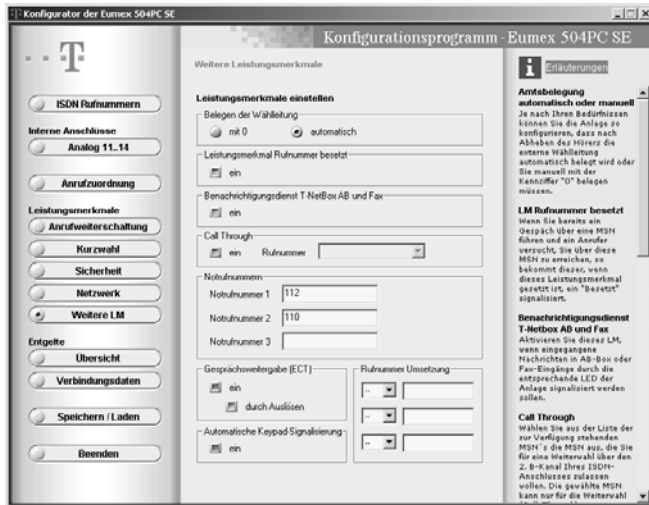 Konfigurator der Eumex 504PC SE
Konfigurationsprogramm - Eumex 504PC SE
T
ISDN Rufnummern
Interne Anschlüsse
Analog 11..14
Anrufzuordnung
Leistungsmerkmale
Anrufweiterschaltung
Kurzwahl
Sicherheit
Netzwerk
Weitere LM
Entgelte
Übersicht
Verbindungsdaten
Speichern / Laden
Beenden
Weitere Leistungsmerkmale
Leistungsmerkmale einstellen
Belegen der Wählleitung
mit 0
automatisch
Leistungsmerkmal Rufnummer besetzt
ein
Benachrichtigungsdienst T-NetBox AB und Fax
ein
Call Through
ein
Rufnummer
Notrufnummern
Notrufnummer 1
112
Notrufnummer 2
110
Notrufnummer 3
Gesprächsweitergabe (ECT)
ein
durch Auslösen
Automatische Keypad-Signalisierung
ein
Rufnummer Umsetzung
--
--
--
i
Erläuterungen
Amtsbelegung
automatisch oder manuell
Je nach Ihren Bedürfnissen
können Sie die Anlage so
konfigurieren, dass nach
Abheben des Hörers die
externe Wählleitung
automatisch belegt wird oder
Sie manuell mit der
Kennziffer "0" belegen
müssen.
LM Rufnummer besetzt
Wenn Sie bereits ein
Gespräch über eine MSN
führen und ein Anrufer
versucht, Sie über diese
MSN zu erreichen, so
bekommt dieser, wenn
dieses Leistungsmerkmal
gesetzt ist, ein "Besetzt"
signalisiert.
Benachrichtigungsdienst
T-Netbox AB und Fax
Aktivieren Sie dieses LM,
wenn eingegangene
Nachrichten in AB-Box oder
Fax-Eingänge durch die
entsprechende LED der
Anlage signalisiert werden
sollen.
Call Through
Wählen Sie aus der Liste der
zur Verfügung stehenden
MSN´s die MSN aus, die Sie
für eine Weiterwahl über den
2. B-Kanal Ihres ISDN-
Anschlusses zulassen
wollen. Die gewählte MSN
kann nur für die Weiterwahl